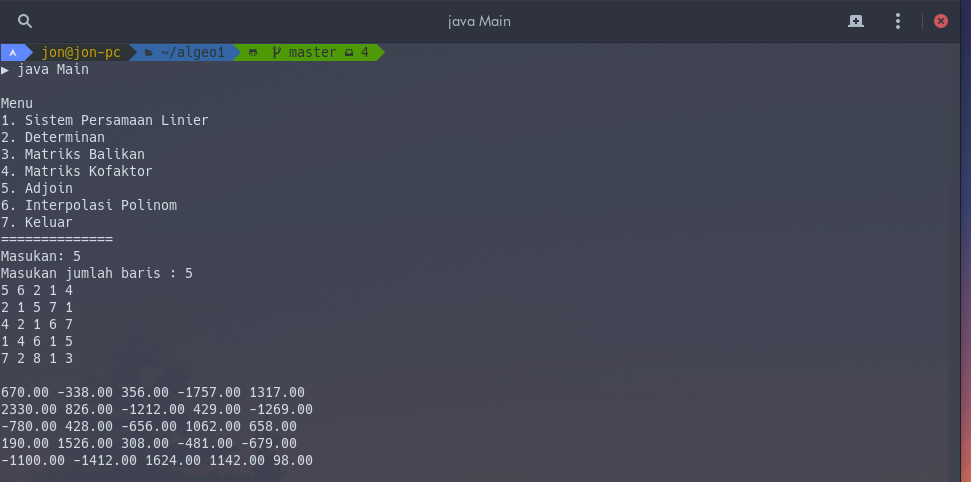 java Main
jon@jon-pc ~/algeo1 master 4
▶ java Main
Menu
1. Sistem Persamaan Linier
2. Determinan
3. Matriks Balikan
4. Matriks Kofaktor
5. Adjoin
6. Interpolasi Polinom
7. Keluar
==============
Masukan: 5
Masukan jumlah baris : 5
5 6 2 1 4
2 1 5 7 1
4 2 1 6 7
1 4 6 1 5
7 2 8 1 3
670.00 -338.00 356.00 -1757.00 1317.00
2330.00 826.00 -1212.00 429.00 -1269.00
-780.00 428.00 -656.00 1062.00 658.00
190.00 1526.00 308.00 -481.00 -679.00
-1100.00 -1412.00 1624.00 1142.00 98.00